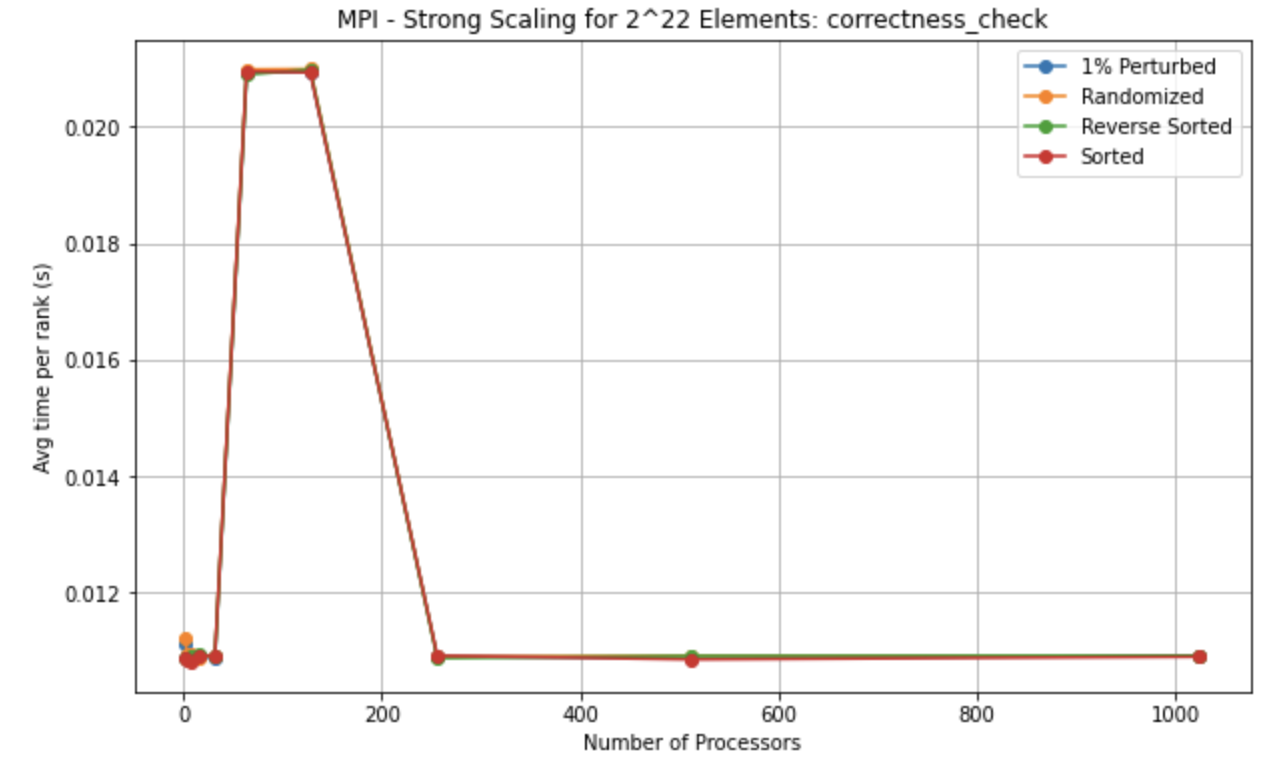 MPI - Strong Scaling for 2^22 Elements: correctness_check
1% Perturbed
Randomized
Reverse Sorted
Sorted
Avg time per rank (s)
0.020
0.018
0.016
0.014
0.012
0
200
400
600
800
1000
Number of Processors